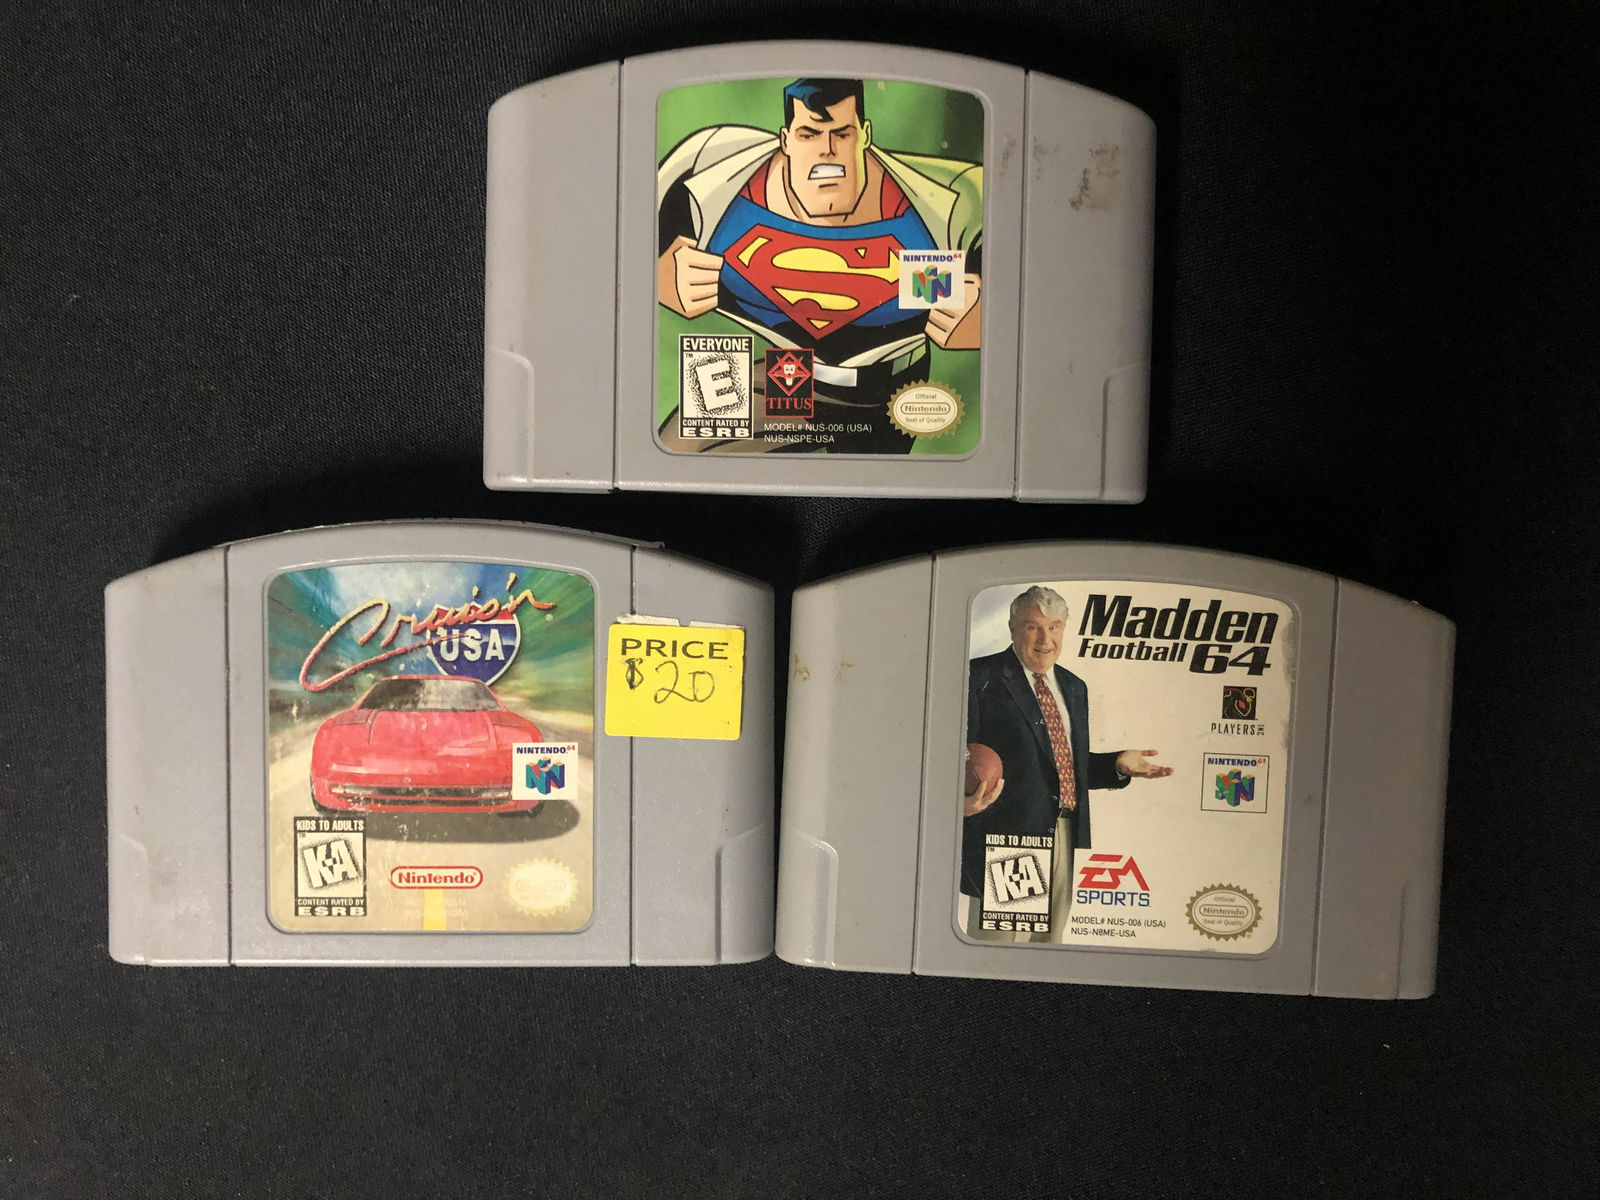 NINTENDO64
EVERYONE
E
CONTENT RATED BY
ESRB
TITUS
MODEL# NUS-006 (USA)
NUS-NSPE-USA
Official
Nintendo
Seal of Quality
Cruis'n
USA
PRICE
$20
NINTENDO64
KIDS TO ADULTS
K-A
CONTENT RATED BY
ESRB
Nintendo
Madden
Football 64
PLAYERS INC
NINTENDO64
KIDS TO ADULTS
K-A
CONTENT RATED BY
ESRB
EA
SPORTS
MODEL# NUS-006 (USA)
NUS-N8ME-USA
Official
Nintendo
Seal of Quality